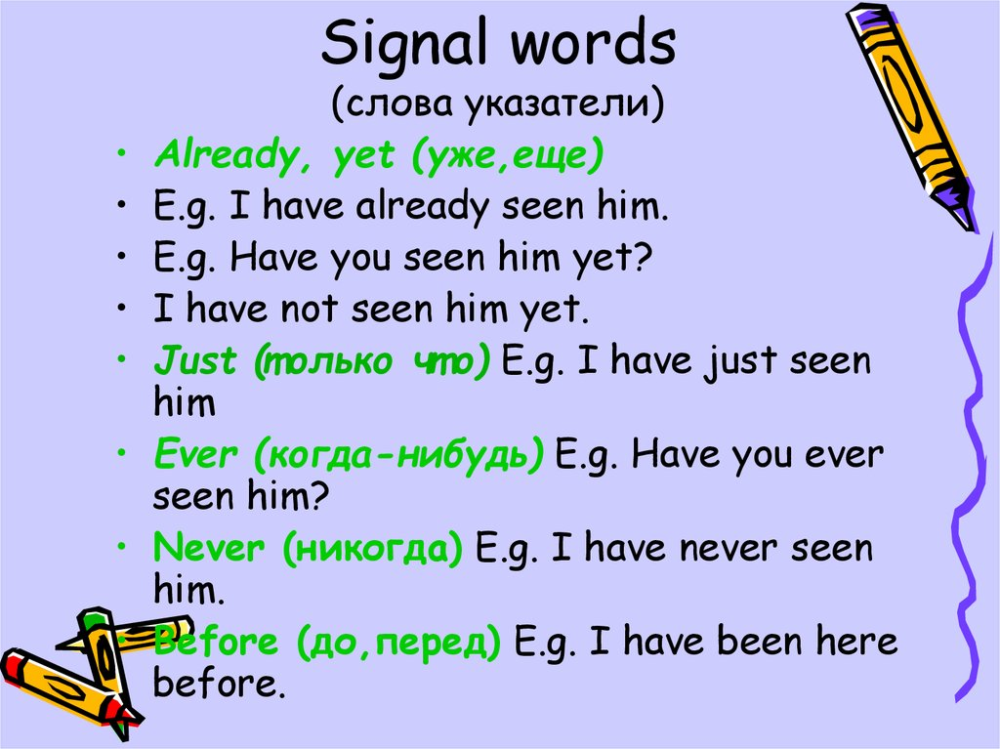 Signal words
(слова указатели)
• Already, yet (уже,еще)
• E.g. I have already seen him.
• E.g. Have you seen him yet?
• I have not seen him yet.
• Just (только что) E.g. I have just seen
him
• Ever (когда-нибудь) E.g. Have you ever
seen him?
• Never (никогда) E.g. I have never seen
him.
• Before (до,перед) E.g. I have been here
before.